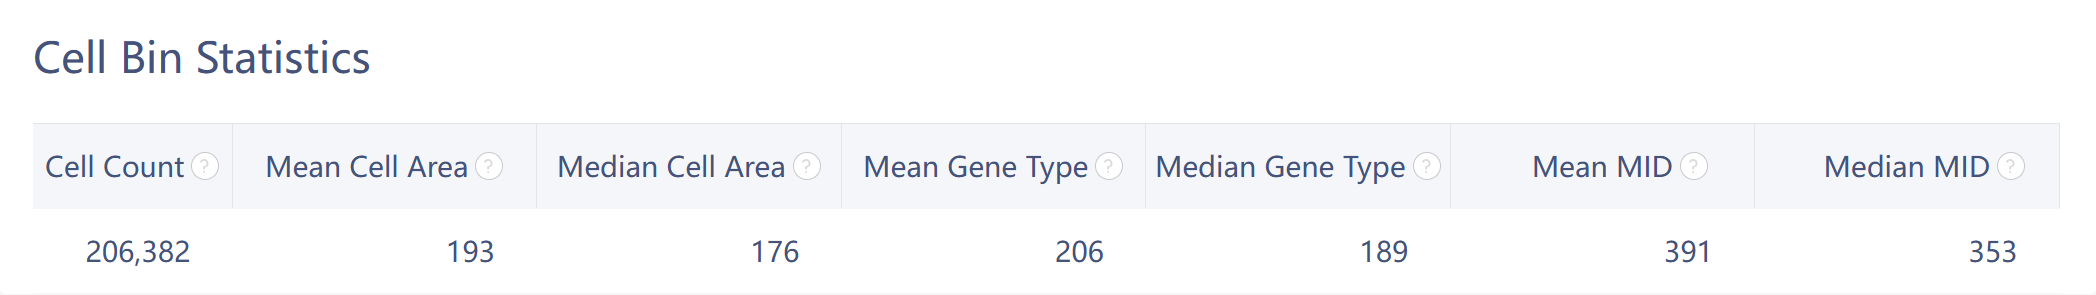 Cell Bin Statistics
Cell Count ? Mean Cell Area ? Median Cell Area ? Mean Gene Type ? Median Gene Type ? Mean MID ? Median MID ?
206,382 193 176 206 189 391 353